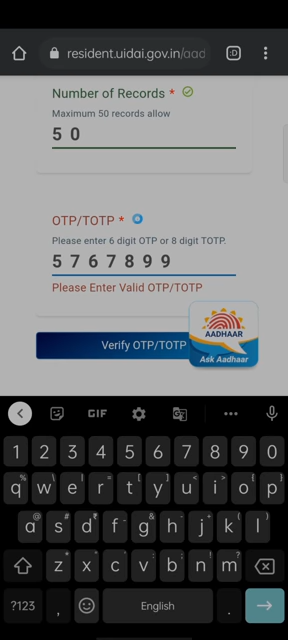 resident.uidai.gov.in/aad
:D
Number of Records *
Maximum 50 records allow
5 0
OTP/TOTP *
Please enter 6 digit OTP or 8 digit TOTP.
5 7 6 7 8 9 9
Please Enter Valid OTP/TOTP
AADHAAR
Verify OTP/TOTP
Ask Aadhaar
GIF
1 2 3 4 5 6 7 8 9 0
q w e r t y u i o p
a s d f g h j k l
z x c v b n m
?123 , English .